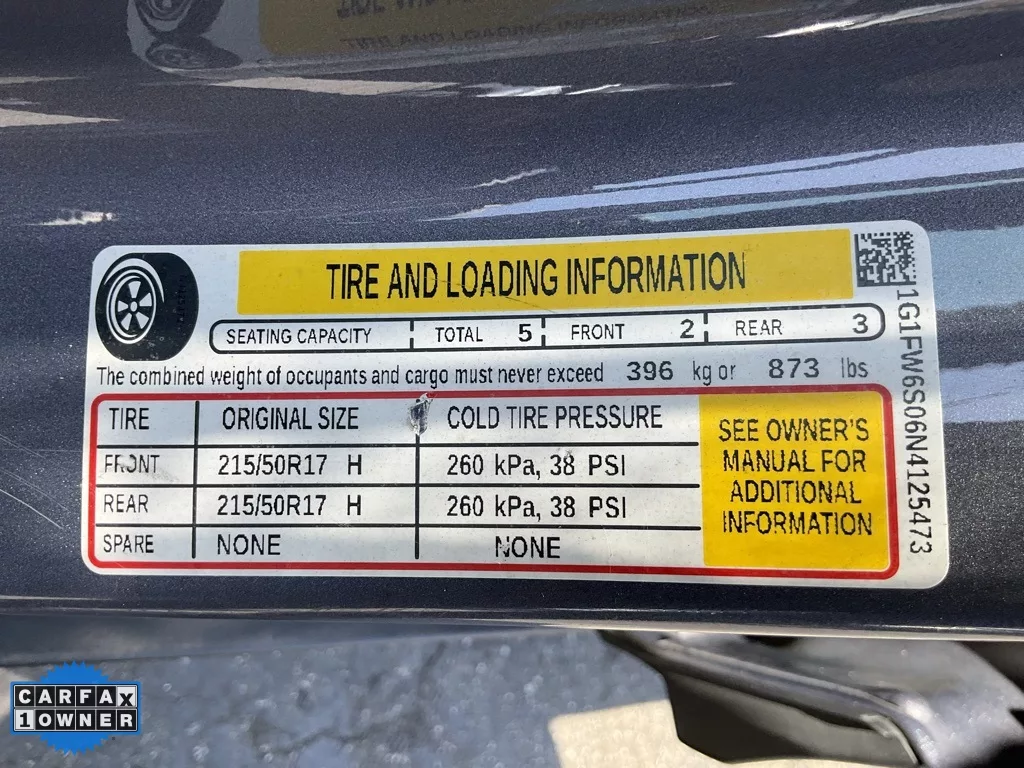 TIRE AND LOADING INFORMATION
SEATING CAPACITY TOTAL 5 FRONT 2 REAR 3
The combined weight of occupants and cargo must never exceed 396 kg or 873 lbs
TIRE ORIGINAL SIZE COLD TIRE PRESSURE
FRONT 215/50R17 H 260 kPa, 38 PSI
REAR 215/50R17 H 260 kPa, 38 PSI
SPARE NONE NONE
SEE OWNER'S
MANUAL FOR
ADDITIONAL
INFORMATION
1G1FW6S06N4125473
CARFAX
1 OWNER